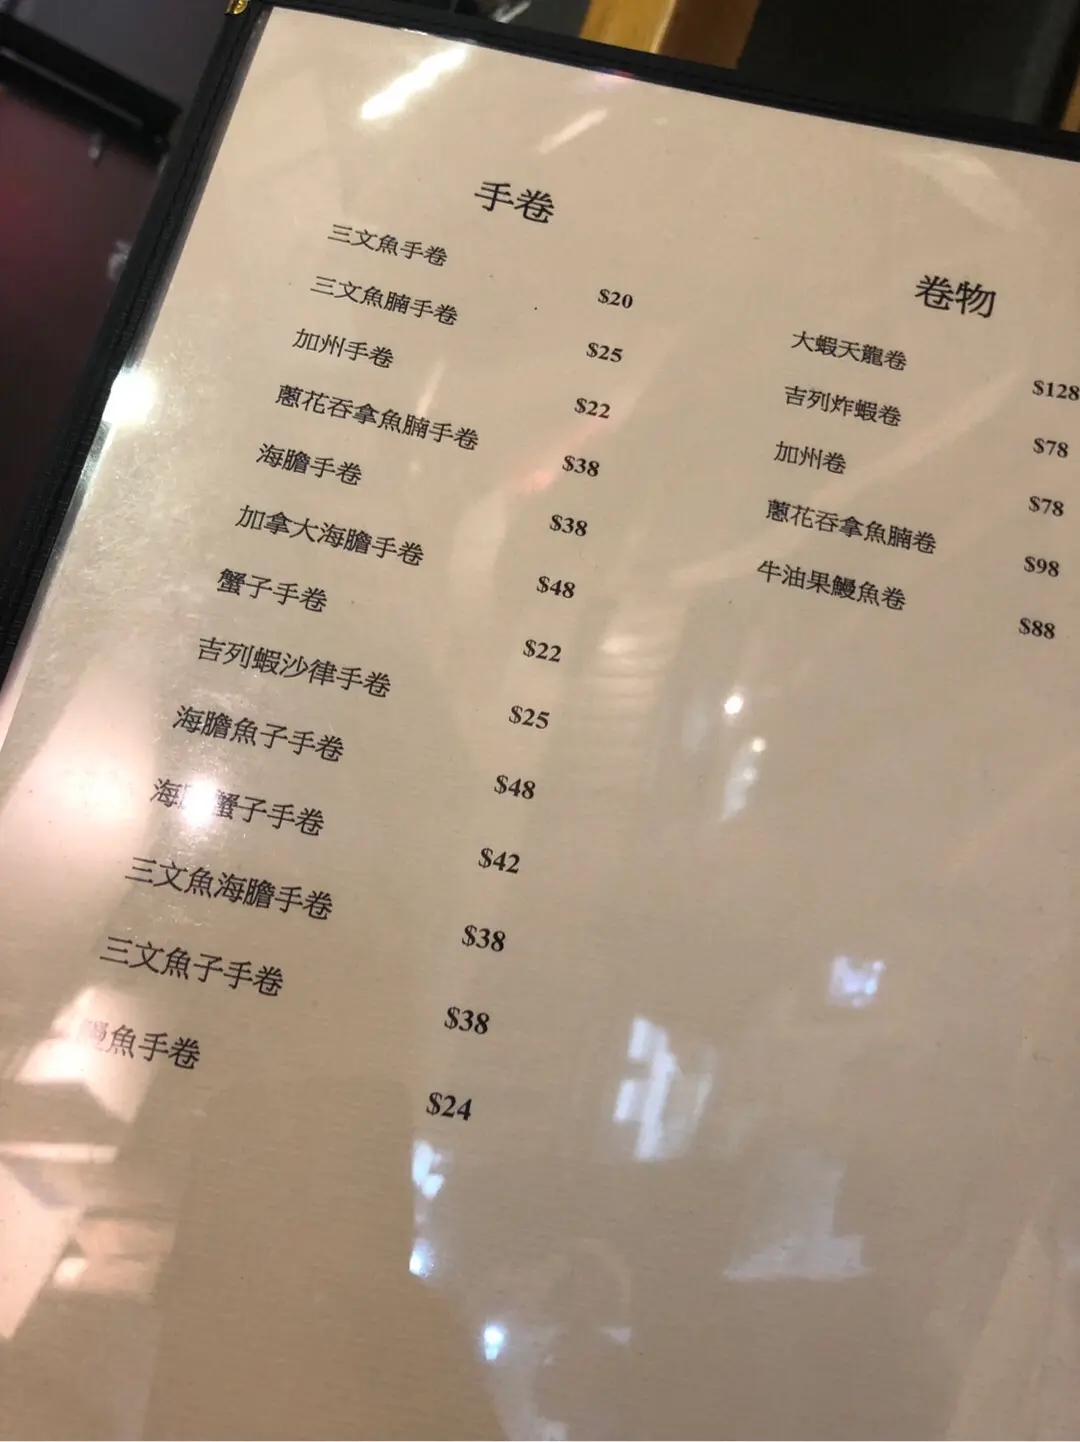 手卷
三文魚手卷 $20
三文魚腩手卷 $25
加州手卷 $22
蔥花吞拿魚腩手卷 $38
海膽手卷 $38
加拿大海膽手卷 $48
蟹子手卷 $22
吉列蝦沙律手卷 $25
海膽魚子手卷 $48
海 蟹子手卷 $42
三文魚海膽手卷 $38
三文魚子手卷 $38
鰻魚手卷 $24
卷物
大蝦天龍卷 $128
吉列炸蝦卷 $78
加州卷 $78
蔥花吞拿魚腩卷 $98
牛油果鰻魚卷 $88